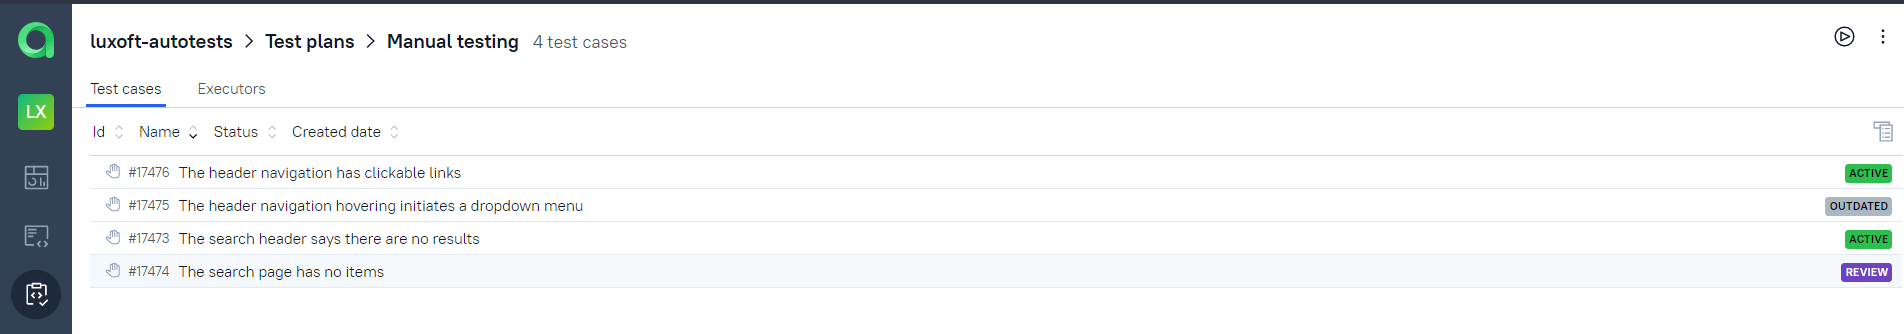 luxoft-autotests > Test plans > Manual testing 4 test cases
LX
Test cases Executors
Id Name Status Created date
#17476 The header navigation has clickable links ACTIVE
#17475 The header navigation hovering initiates a dropdown menu OUTDATED
#17473 The search header says there are no results ACTIVE
#17474 The search page has no items REVIEW